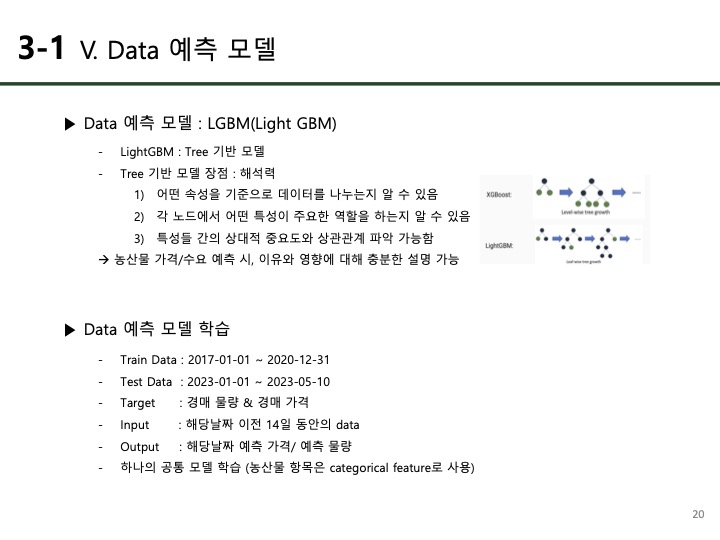 3-1 V. Data 예측 모델
▶ Data 예측 모델 : LGBM(Light GBM)
- LightGBM : Tree 기반 모델
- Tree 기반 모델 장점 : 해석력
1) 어떤 속성을 기준으로 데이터를 나누는지 알 수 있음
2) 각 노드에서 어떤 특성이 주요한 역할을 하는지 알 수 있음
3) 특성들 간의 상대적 중요도와 상관관계 파악 가능함
→ 농산물 가격/수요 예측 시, 이유와 영향에 대해 충분한 설명 가능
XGBoost:
Level-wise tree growth
LightGBM:
Leaf-wise tree growth
▶ Data 예측 모델 학습
- Train Data : 2017-01-01 ~ 2020-12-31
- Test Data : 2023-01-01 ~ 2023-05-10
- Target : 경매 물량 & 경매 가격
- Input : 해당날짜 이전 14일 동안의 data
- Output : 해당날짜 예측 가격/ 예측 물량
- 하나의 공통 모델 학습 (농산물 항목은 categorical feature로 사용)
20